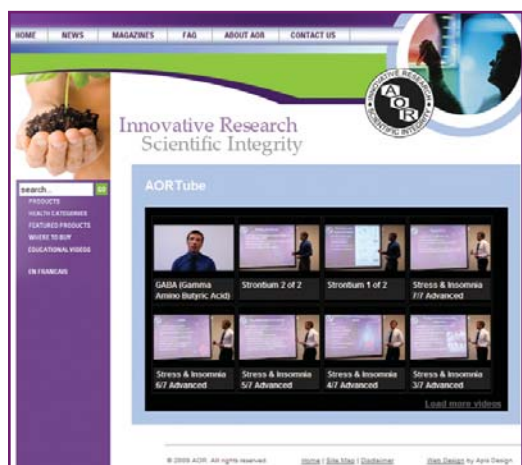 HOME NEWS MAGAZINES FAQ ABOUT AOR CONTACT US
INNOVATIVE RESEARCH
AOR
SCIENTIFIC INTEGRITY
Innovative Research
Scientific Integrity
search... GO
PRODUCTS
HEALTH CATEGORIES
FEATURED PRODUCTS
WHERE TO BUY
EDUCATIONAL VIDEOS
EN FRANCAIS
AORTube
GABA (Gamma Amino Butyric Acid)
Strontium 2 of 2
Strontium 1 of 2
Stress & Insomnia 7/7 Advanced
Stress & Insomnia 6/7 Advanced
Stress & Insomnia 5/7 Advanced
Stress & Insomnia 4/7 Advanced
Stress & Insomnia 3/7 Advanced
Load more videos
© 2009 AOR. All rights reserved. Home | Site Map | Disclaimer Web Design by Apis Design